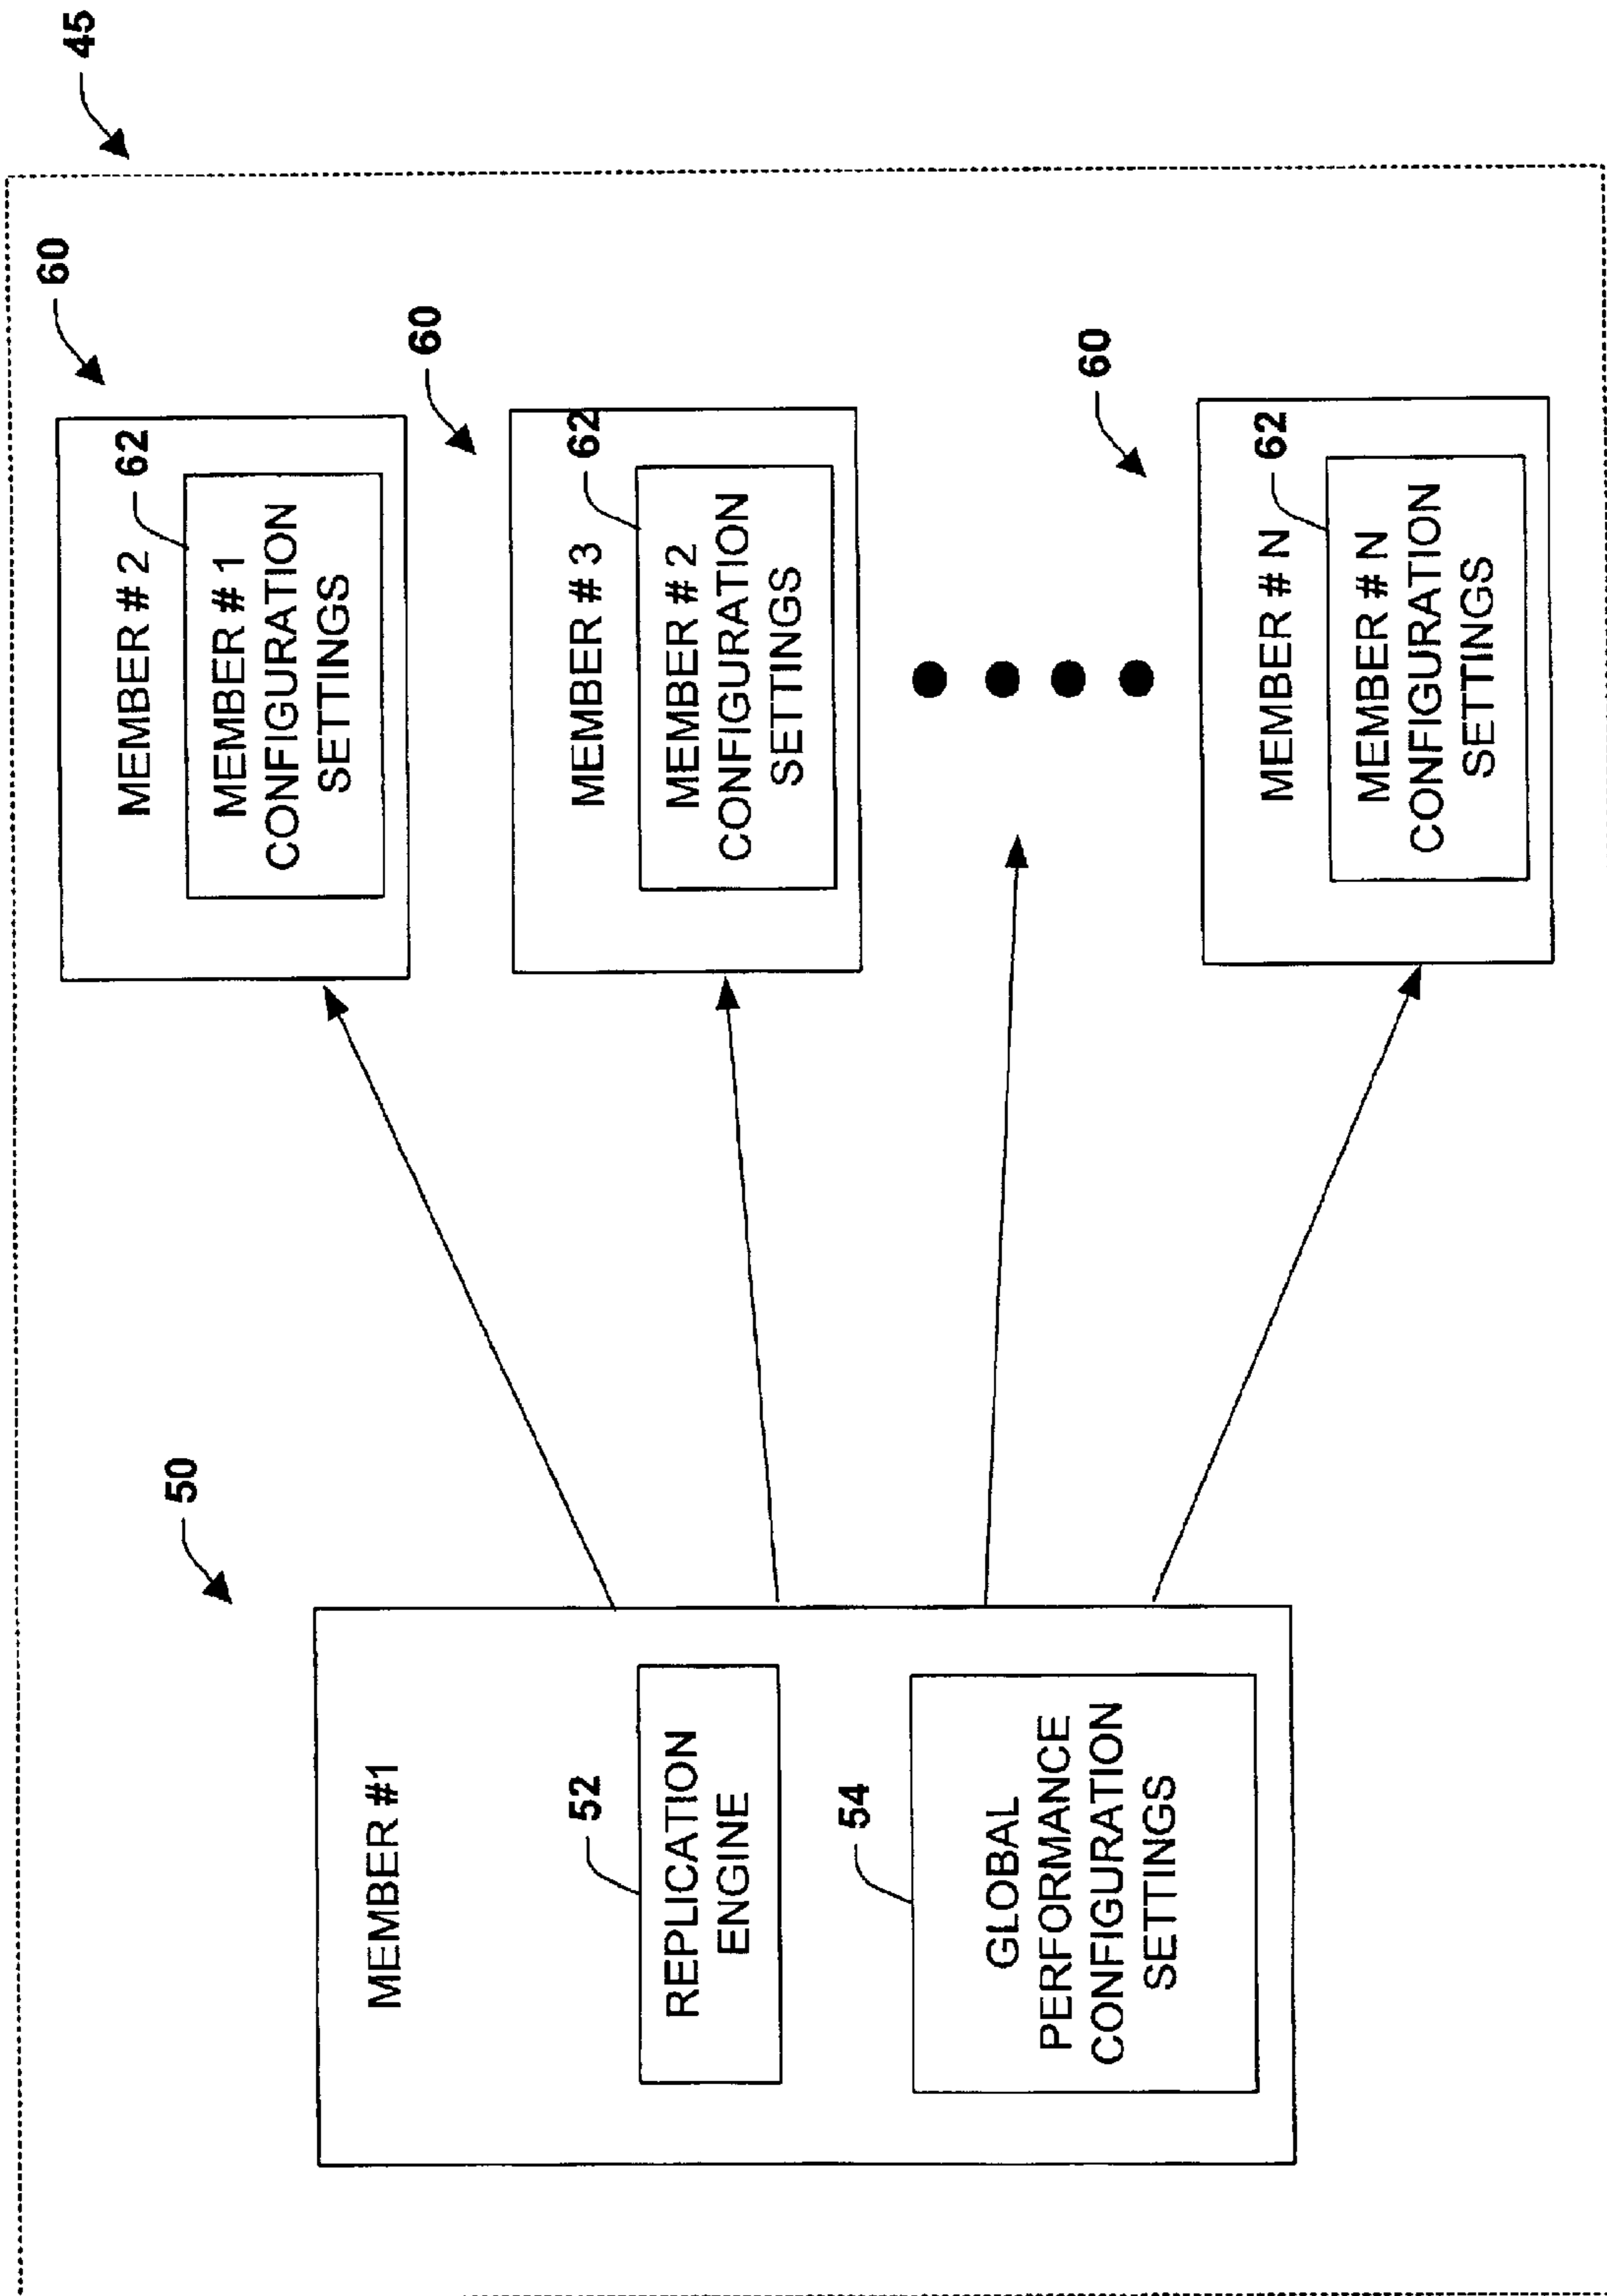 45
50
MEMBER #1
52
REPLICATION
ENGINE
54
GLOBAL
PERFORMANCE
CONFIGURATION
SETTINGS
60
MEMBER # 2
62
MEMBER # 1
CONFIGURATION
SETTINGS
60
MEMBER # 3
62
MEMBER # 2
CONFIGURATION
SETTINGS
60
MEMBER # N
62
MEMBER # N
CONFIGURATION
SETTINGS